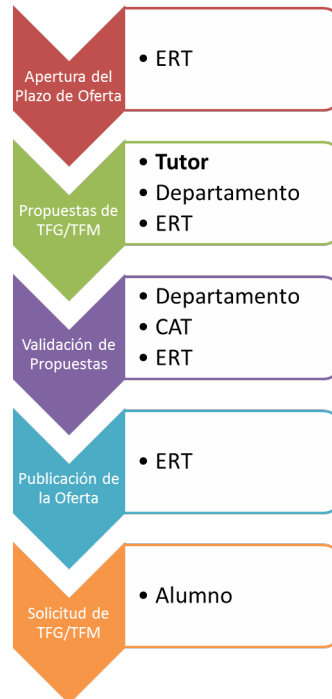 Apertura del
Plazo de Oferta
• ERT
Propuestas de
TFG/TFM
• Tutor
• Departamento
• ERT
Validación de
Propuestas
• Departamento
• CAT
• ERT
Publicación de
la Oferta
• ERT
Solicitud de
TFG/TFM
• Alumno